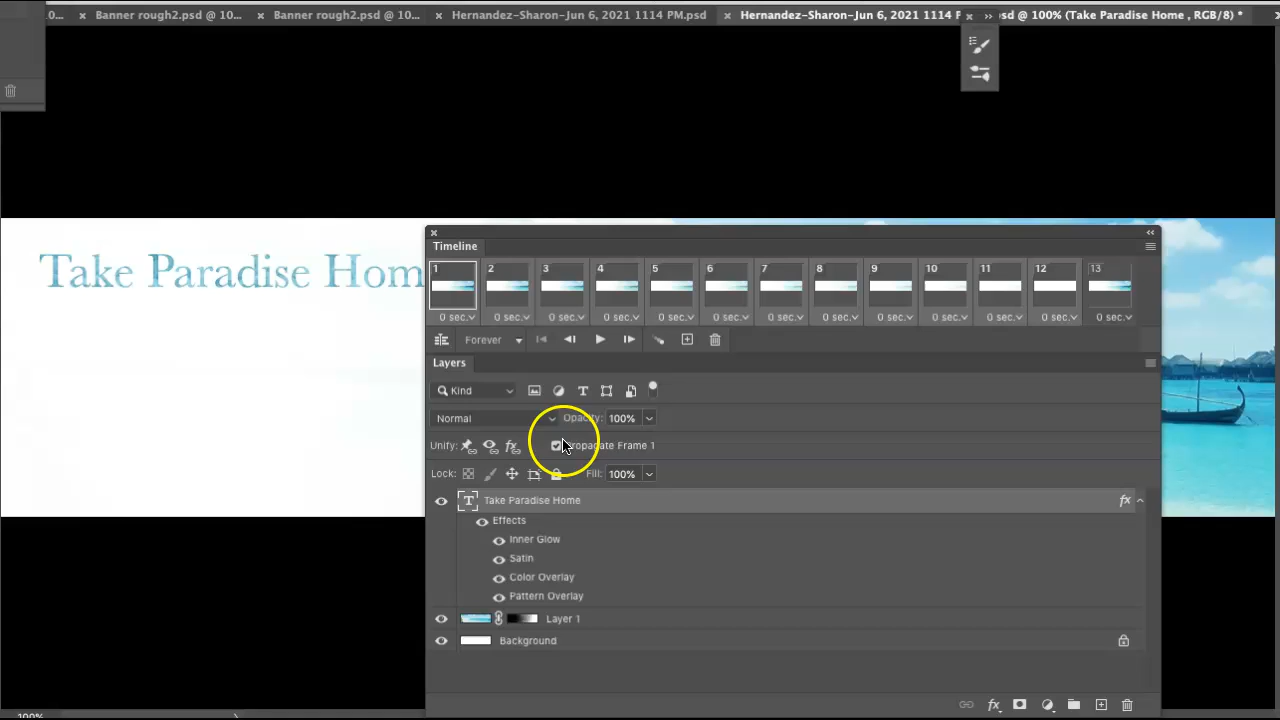 0...
Banner rough2.psd @ 10...
Banner rough2.psd @ 10...
Hernandez-Sharon-Jun 6, 2021 1114 PM.psd
Hernandez-Sharon-Jun 6, 2021 1114 P sd @ 100% (Take Paradise Home , RGB/8) *
Take Paradise Hom
Timeline
1 2 3 4 5 6 7 8 9 10 11 12 13
0 sec. 0 sec. 0 sec. 0 sec. 0 sec. 0 sec. 0 sec. 0 sec. 0 sec. 0 sec. 0 sec. 0 sec. 0 sec.
Forever
Layers
Kind
Normal Opacity: 100%
Unify: Propagate Frame 1
Lock: Fill: 100%
T Take Paradise Home fx
Effects
Inner Glow
Satin
Color Overlay
Pattern Overlay
Layer 1
Background
100%
fx